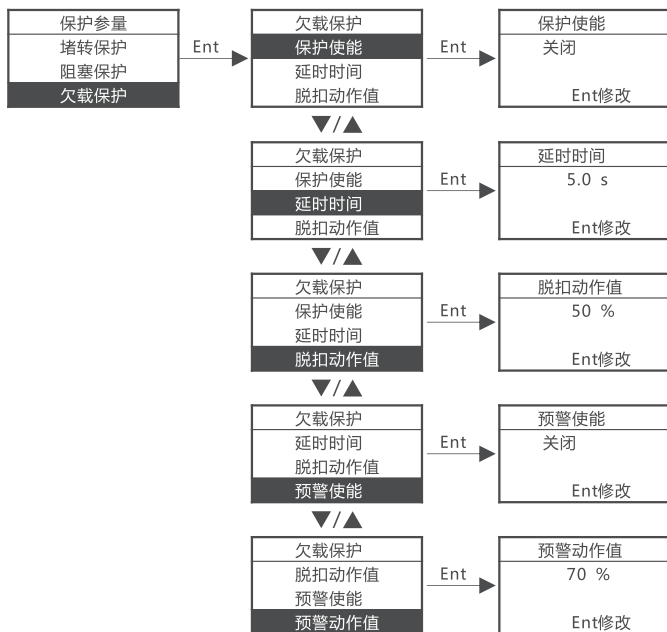 保护参量
堵转保护
阻塞保护
欠载保护
Ent
欠载保护
保护使能
延时时间
脱扣动作值
Ent
保护使能
关闭
Ent修改
▼/▲
欠载保护
保护使能
延时时间
脱扣动作值
Ent
延时时间
5.0 s
Ent修改
▼/▲
欠载保护
保护使能
延时时间
脱扣动作值
Ent
脱扣动作值
50 %
Ent修改
▼/▲
欠载保护
延时时间
脱扣动作值
预警使能
Ent
预警使能
关闭
Ent修改
▼/▲
欠载保护
脱扣动作值
预警使能
预警动作值
Ent
预警动作值
70 %
Ent修改